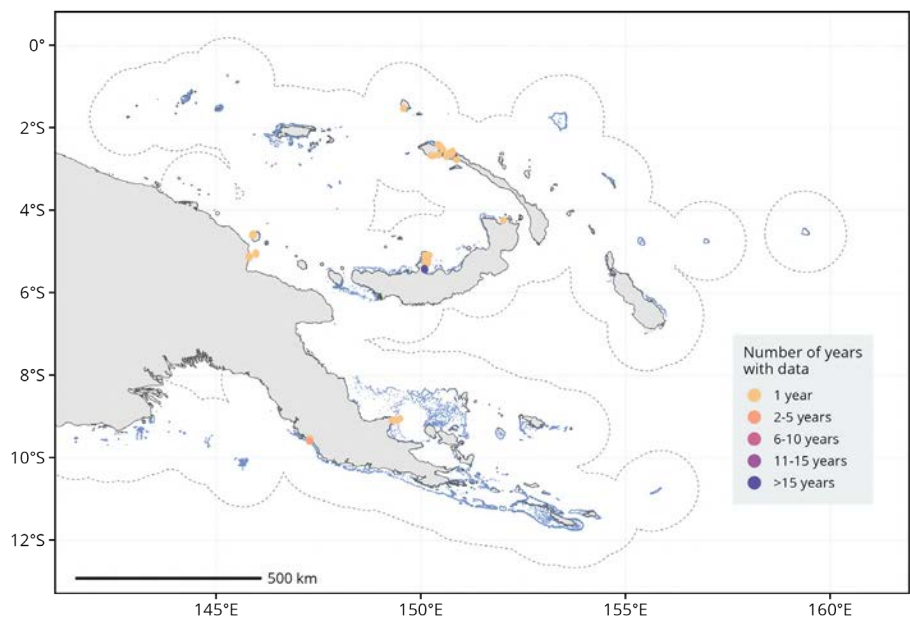 0°
2°S
4°S
6°S
8°S
10°S
12°S
Number of years
with data
1 year
2-5 years
6-10 years
11-15 years
>15 years
500 km
145°E
150°E
155°E
160°E